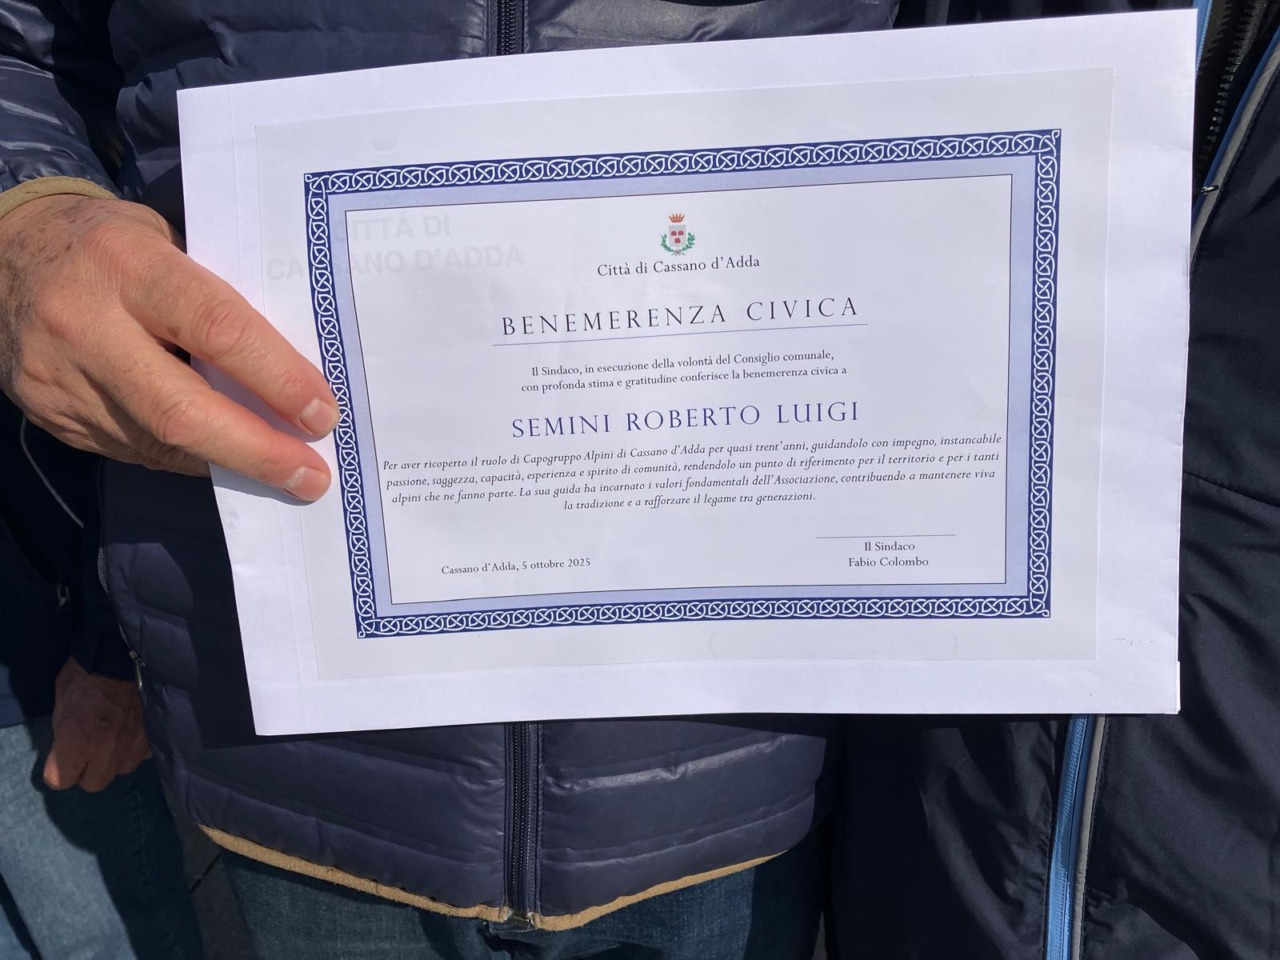 CITTÀ DI
CASSANO D'ADDA
Città di Cassano d'Adda
BENEMERENZA CIVICA
Il Sindaco, in esecuzione della volontà del Consiglio comunale,
con profonda stima e gratitudine conferisce la benemerenza civica a
SEMINI ROBERTO LUIGI
Per aver ricoperto il ruolo di Capogruppo Alpini di Cassano d'Adda per quasi trent'anni, guidandolo con impegno, instancabile
passione, saggezza, capacità, esperienza e spirito di comunità, rendendolo un punto di riferimento per il territorio e per i tanti
alpini che ne fanno parte. La sua guida ha incarnato i valori fondamentali dell'Associazione, contribuendo a mantenere viva
la tradizione e a rafforzare il legame tra generazioni.
Cassano d'Adda, 5 ottobre 2025
Il Sindaco
Fabio Colombo